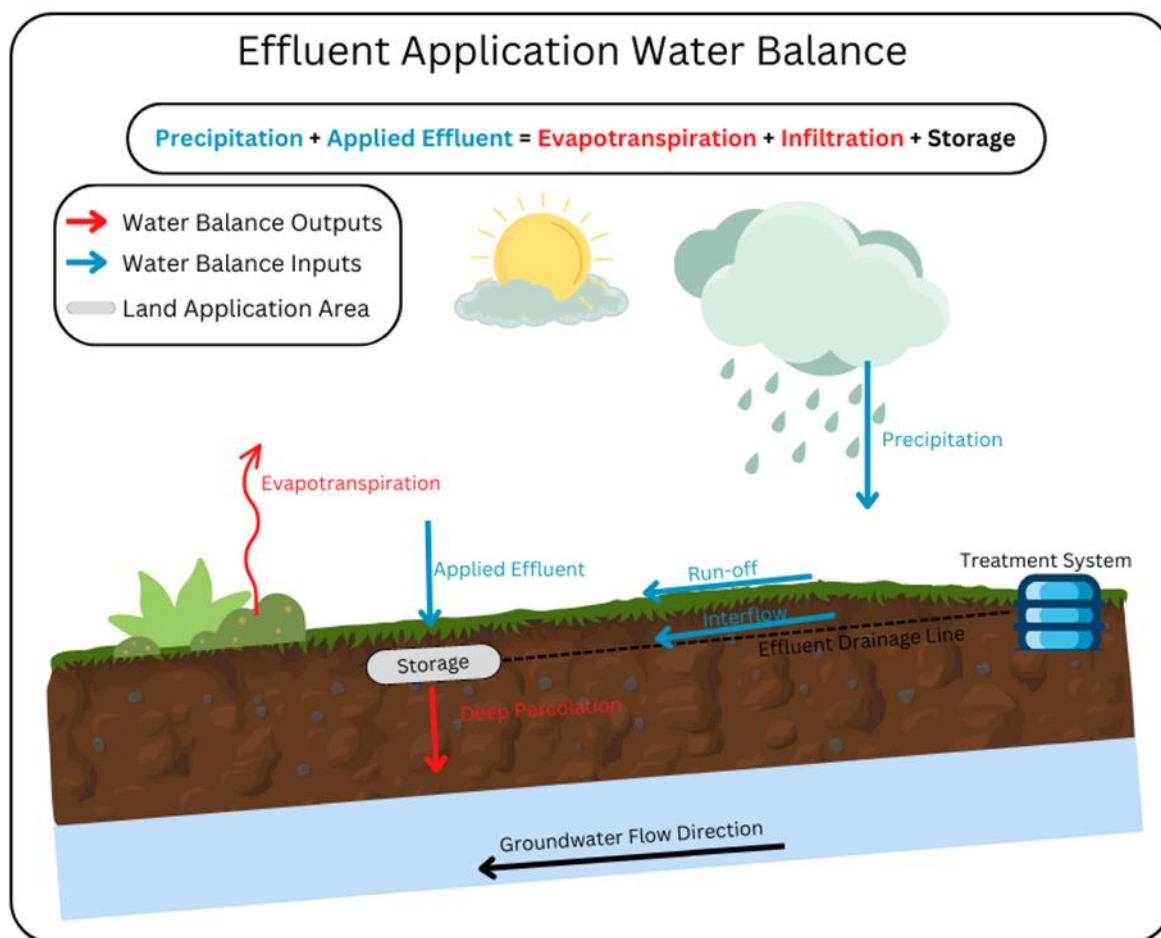 Effluent Application Water Balance
Precipitation + Applied Effluent = Evapotranspiration + Infiltration + Storage
Water Balance Outputs
Water Balance Inputs
Land Application Area
Precipitation
Evapotranspiration
Applied Effluent
Run-off
Treatment System
Interflow
Effluent Drainage Line
Storage
Deep Percolation
Groundwater Flow Direction